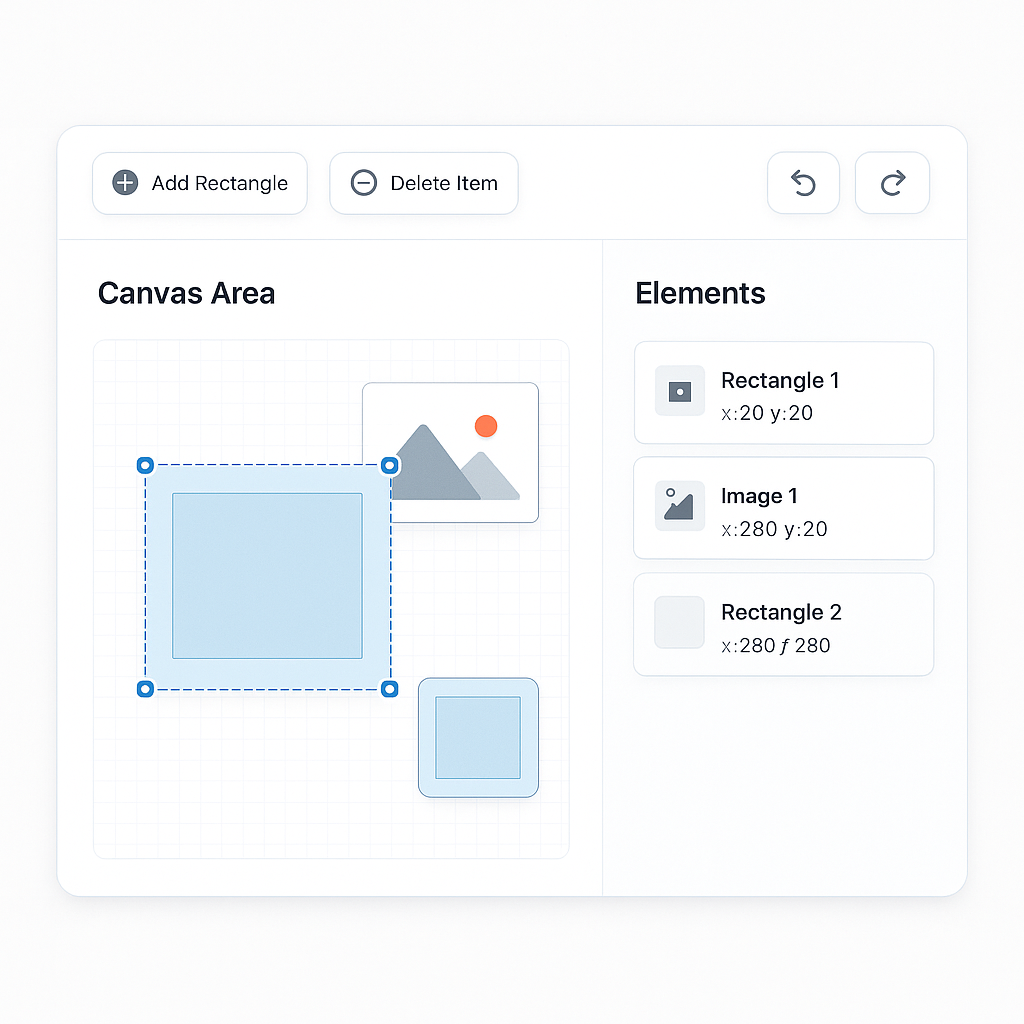 Add Rectangle
Delete Item
Canvas Area
Elements
Rectangle 1
x:20 y:20
Image 1
x:280 y:20
Rectangle 2
x:280 ƒ 280